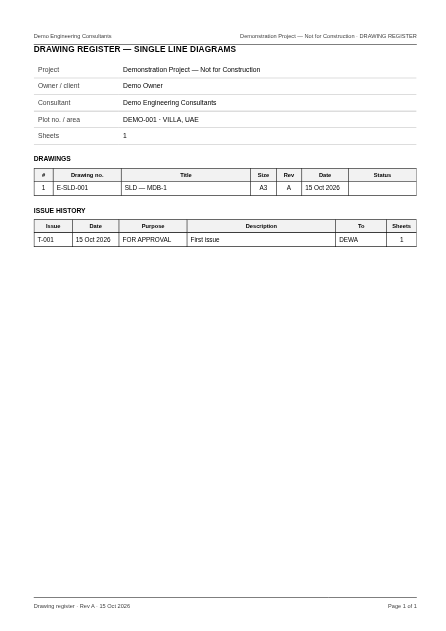 Demo Engineering Consultants Demonstration Project — Not for Construction · DRAWING REGISTER
DRAWING REGISTER — SINGLE LINE DIAGRAMS
Project Demonstration Project — Not for Construction
Owner / client Demo Owner
Consultant Demo Engineering Consultants
Plot no. / area DEMO-001 · VILLA, UAE
Sheets 1
DRAWINGS
# Drawing no. Title Size Rev Date Status
1 E-SLD-001 SLD — MDB-1 A3 A 15 Oct 2026
ISSUE HISTORY
Issue Date Purpose Description To Sheets
T-001 15 Oct 2026 FOR APPROVAL First issue DEWA 1
Drawing register · Rev A · 15 Oct 2026 Page 1 of 1